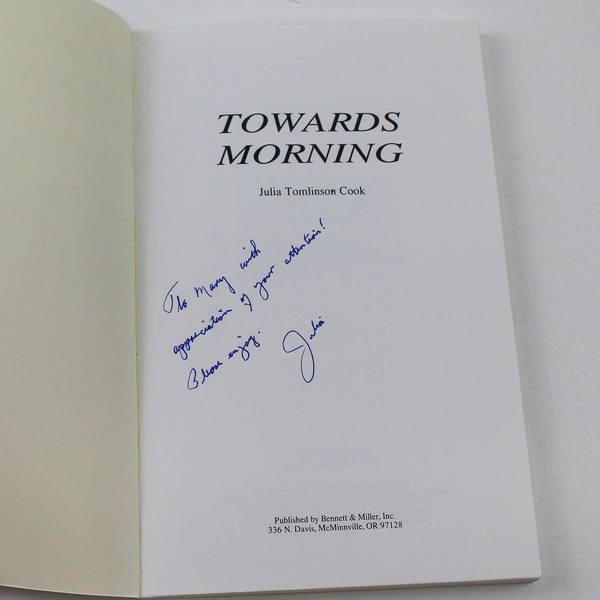 TOWARDS
MORNING
Julia Tomlinson Cook
To Mary with
appreciation of your attention!
Please enjoy.
Julia
Published by Bennett & Miller, Inc.
336 N. Davis, McMinnville, OR 97128